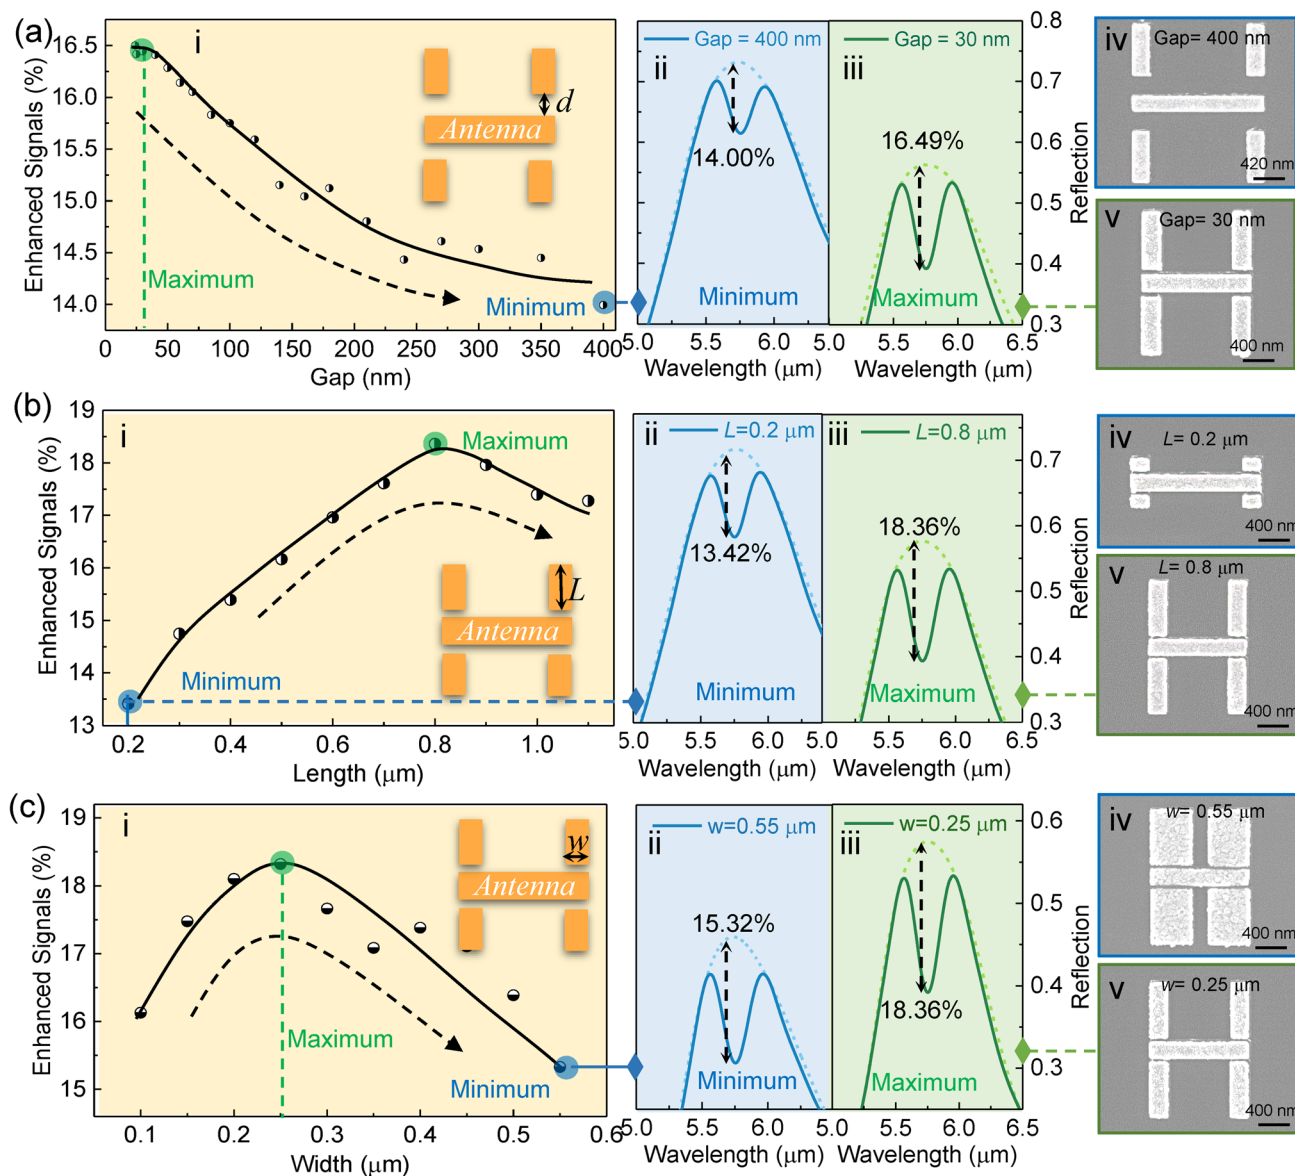 (a)
i
Enhanced Signals (%)
16.5
16.0
15.5
15.0
14.5
14.0
0
50
100
150
200
250
300
350
400
Gap (nm)
Maximum
Minimum
d
Antenna
ii
Gap = 400 nm
14.00%
Minimum
5.0
5.5
6.0
Wavelength (μm)
iii
Gap = 30 nm
16.49%
Maximum
5.0
5.5
6.0
6.5
Wavelength (μm)
0.8
0.7
0.6
0.5
0.4
0.3
Reflection
iv
Gap= 400 nm
420 nm
v
Gap= 30 nm
400 nm
(b)
i
Enhanced Signals (%)
19
18
17
16
15
14
13
0.2
0.4
0.6
0.8
1.0
Length (μm)
Maximum
Minimum
L
Antenna
ii
L=0.2 μm
13.42%
Minimum
5.0
5.5
6.0
Wavelength (μm)
iii
L=0.8 μm
18.36%
Maximum
5.0
5.5
6.0
6.5
Wavelength (μm)
0.7
0.6
0.5
0.4
0.3
Reflection
iv
L= 0.2 μm
400 nm
v
L= 0.8 μm
400 nm
(c)
i
Enhanced Signals (%)
19
18
17
16
15
0.1
0.2
0.3
0.4
0.5
0.6
Width (μm)
Maximum
Minimum
w
Antenna
ii
w=0.55 μm
15.32%
Minimum
5.0
5.5
6.0
Wavelength (μm)
iii
w=0.25 μm
18.36%
Maximum
5.0
5.5
6.0
6.5
Wavelength (μm)
0.6
0.5
0.4
0.3
Reflection
iv
w= 0.55 μm
400 nm
v
w= 0.25 μm
400 nm